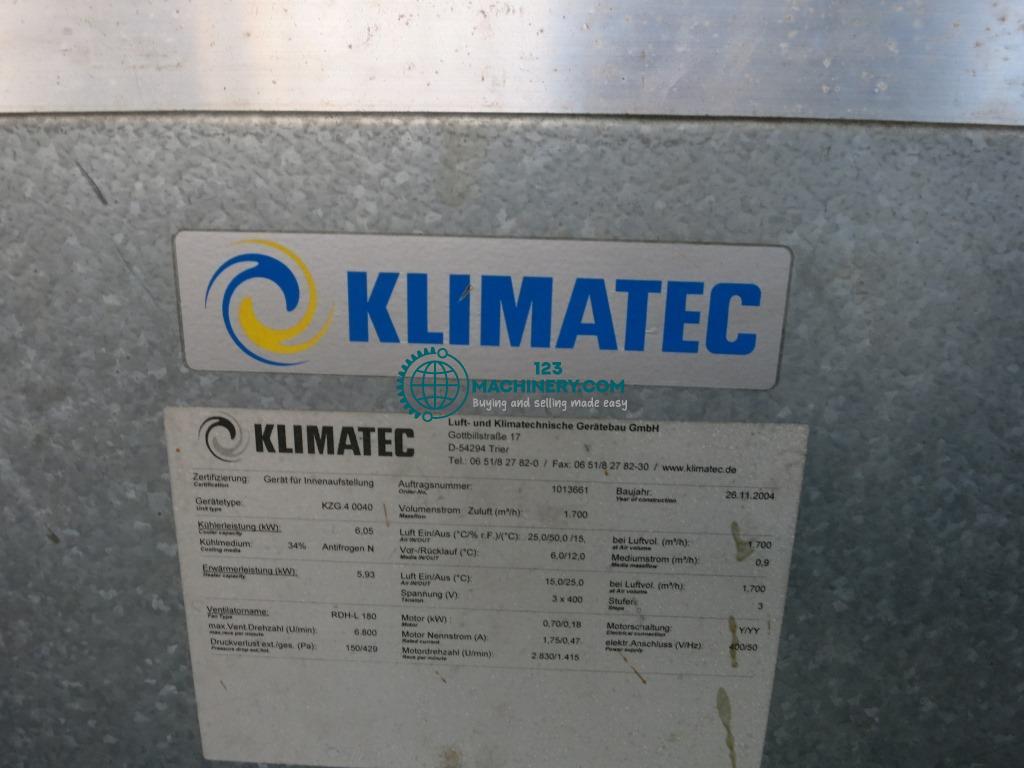 KLIMATEC
123
MACHINERY.COM
Buying and selling made easy
KLIMATEC
Luft- und Klimatechnische Gerätebau GmbH
Gottbillstraße 17
D-54294 Trier
Tel.: 06 51/8 27 82-0 / Fax: 06 51/8 27 82-30 / www.klimatec.de
Zertifizierung: Gerät für Innenaufstellung Auftragsnummer: 1013661 Baujahr: 26.11.2004
Certification Order-No. Year of construction
Gerätetype: KZG.4 0040 Volumenstrom Zuluft (m³/h): 1.700
Unit type Massflow
Kühlerleistung (kW): 6,05 Luft Ein/Aus (°C/% r.F.)/(°C): 25,0/50,0 /15, bei Luftvol. (m³/h): 1.700
Cooler capacity Air IN/OUT at Air volume
Kühlmedium: 34% Antifrogen N Vor-/Rücklauf (°C): 6,0/12,0 Mediumstrom (m³/h): 0,9
Cooling media Media IN/OUT Media massflow
Erwärmerleistung (kW): 5,93 Luft Ein/Aus (°C): 15,0/25,0 bei Luftvol. (m³/h): 1,700
Heater capacity Air IN/OUT at Air volume
Spannung (V): 3 x 400 Stufen: 3
Tension Steps
Ventilatorname: RDH-L 180 Motor (kW) : 0,70/0,18 Motorschaltung: Y/YY
Fan Type Motor Electrical connection
max.Vent.Drehzahl (U/min): 6.800 Motor Nennstrom (A): 1,75/0,47. elektr.Anschluss (V/Hz): 400/50
max.revs per minute Rated current Power supply
Druckverlust ext./ges. (Pa): 150/429 Motordrehzahl (U/min): 2.830/1.415
Pressure drop ext./tot. Revs per minute